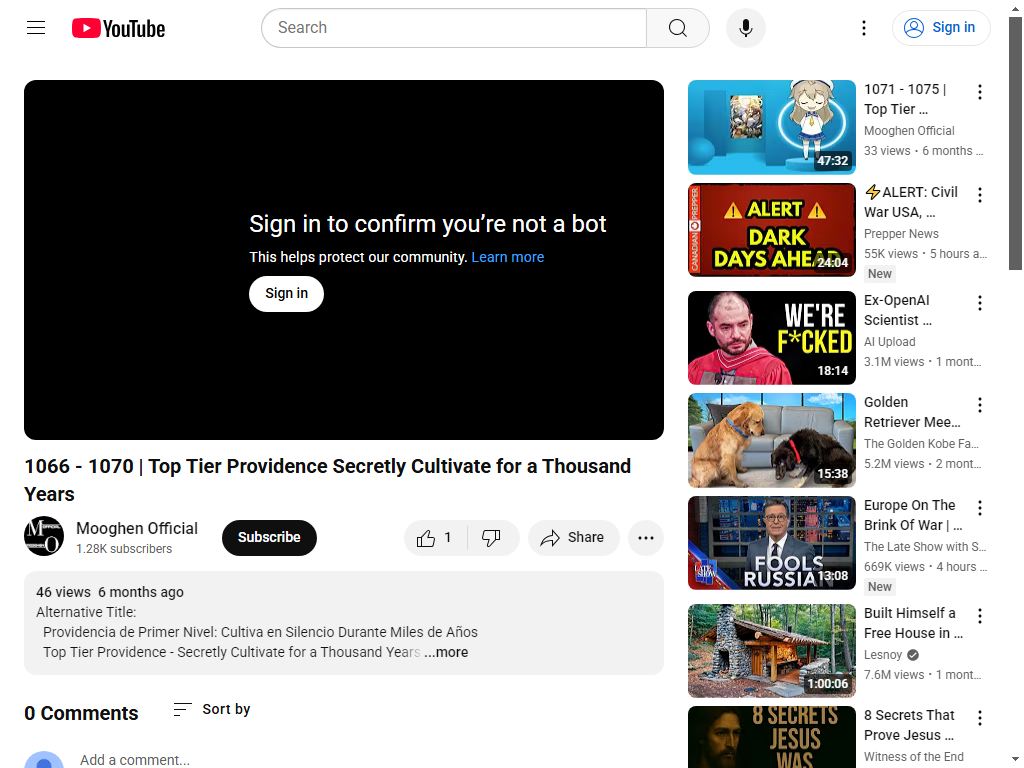 YouTube
Search
Sign in
Sign in to confirm you’re not a bot
This helps protect our community. Learn more
Sign in
1066 - 1070 | Top Tier Providence Secretly Cultivate for a Thousand
Years
Mooghen Official
1.28K subscribers
Subscribe
1
Share
46 views 6 months ago
Alternative Title:
Providencia de Primer Nivel: Cultiva en Silencio Durante Miles de Años
Top Tier Providence - Secretly Cultivate for a Thousand Years ...more
0 Comments
Sort by
Add a comment...
47:32
1071 - 1075 |
Top Tier ...
Mooghen Official
33 views • 6 months ...
CANADIAN PREPPER
ALERT
DARK
DAYS AHEAD
24:04
⚡ALERT: Civil
War USA, ...
Prepper News
55K views • 5 hours a...
New
WE'RE
F*CKED
18:14
Ex-OpenAI
Scientist ...
AI Upload
3.1M views • 1 mont...
15:38
Golden
Retriever Mee...
The Golden Kobe Fa...
5.2M views • 2 mont...
LATE SHOW
FOOLS
RUSSIAN
13:08
Europe On The
Brink Of War | ...
The Late Show with S...
669K views • 4 hours ...
New
1:00:06
Built Himself a
Free House in ...
Lesnoy
7.6M views • 1 mont...
8 SECRETS
JESUS
WAS
8 Secrets That
Prove Jesus ...
Witness of the End